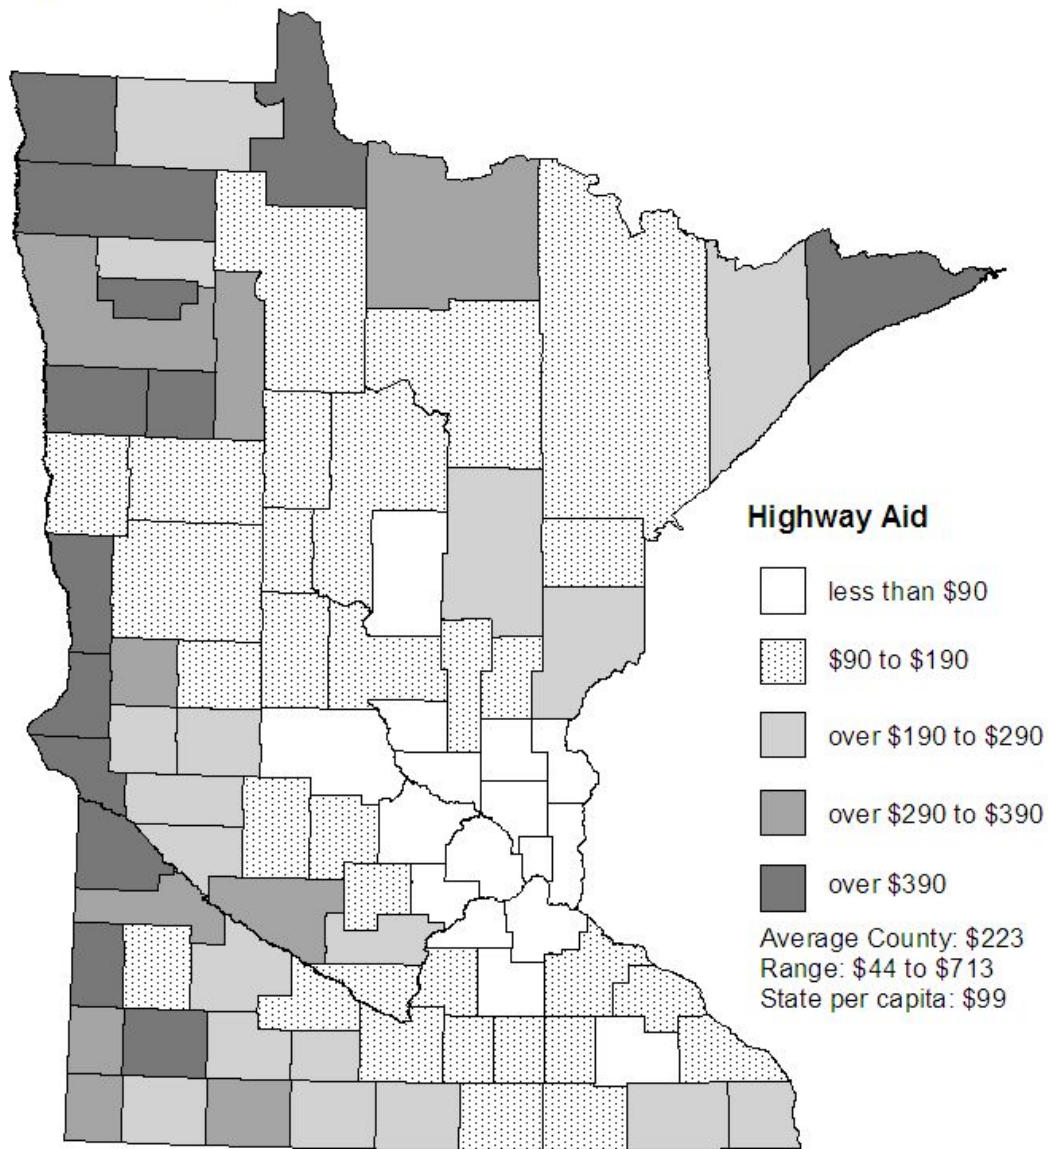 Highway Aid
less than $90
$90 to $190
over $190 to $290
over $290 to $390
over $390
Average County: $223
Range: $44 to $713
State per capita: $99